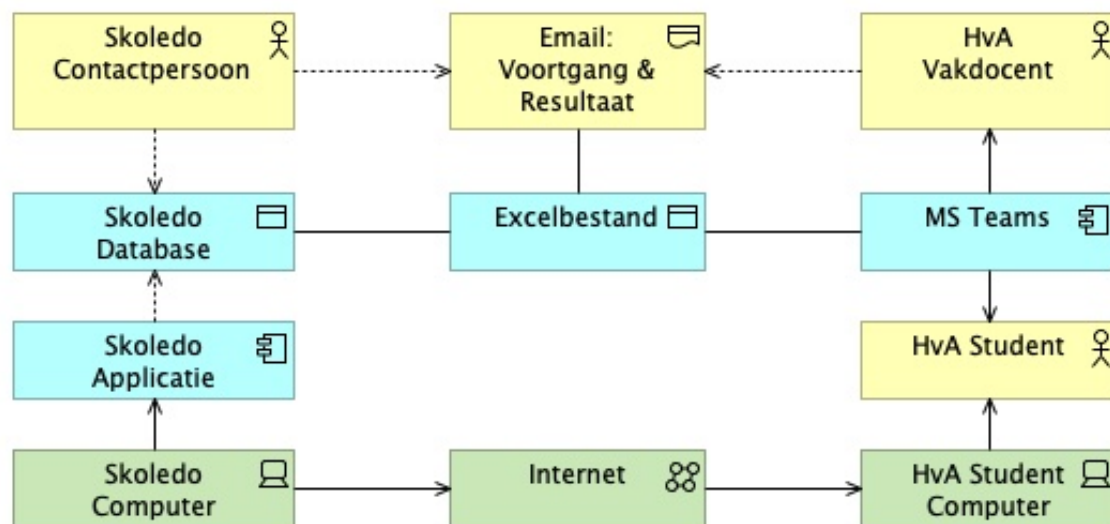 Skoledo
Contactpersoon
Email:
Voortgang &
Resultaat
HvA
Vakdocent
Skoledo
Database
Excelbestand
MS Teams
Skoledo
Applicatie
HvA Student
Skoledo
Computer
Internet
HvA Student
Computer